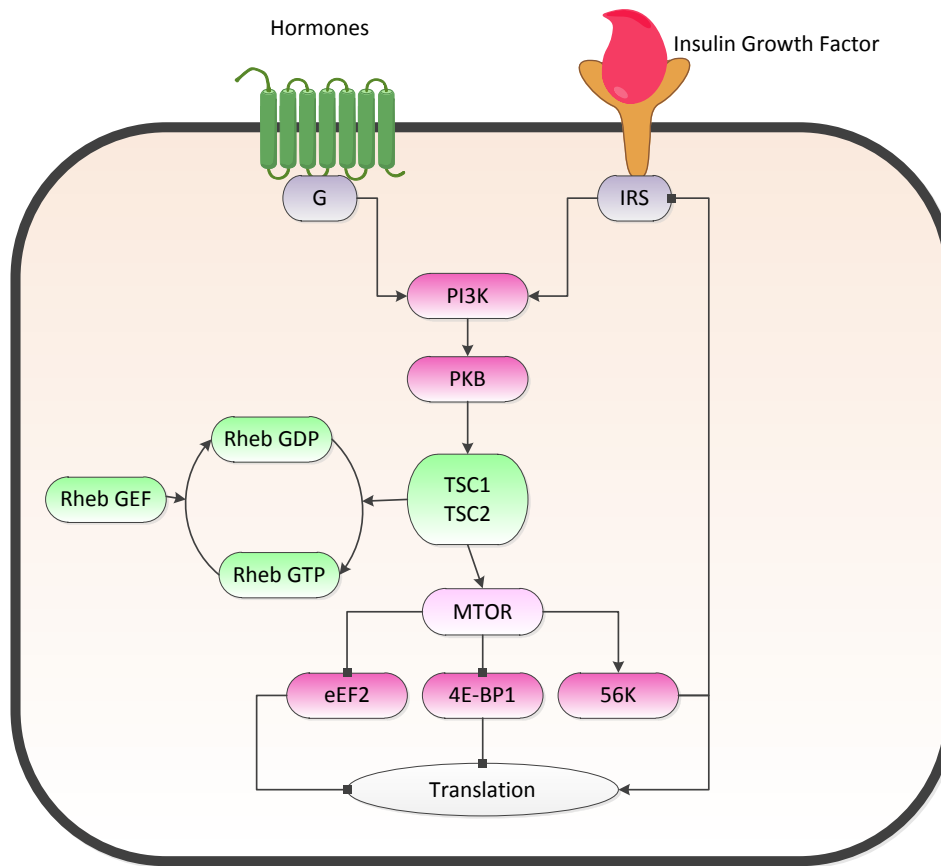 Hormones
Insulin Growth Factor
G
IRS
PI3K
PKB
Rheb GDP
Rheb GEF
TSC1
TSC2
Rheb GTP
MTOR
eEF2
4E-BP1
56K
Translation